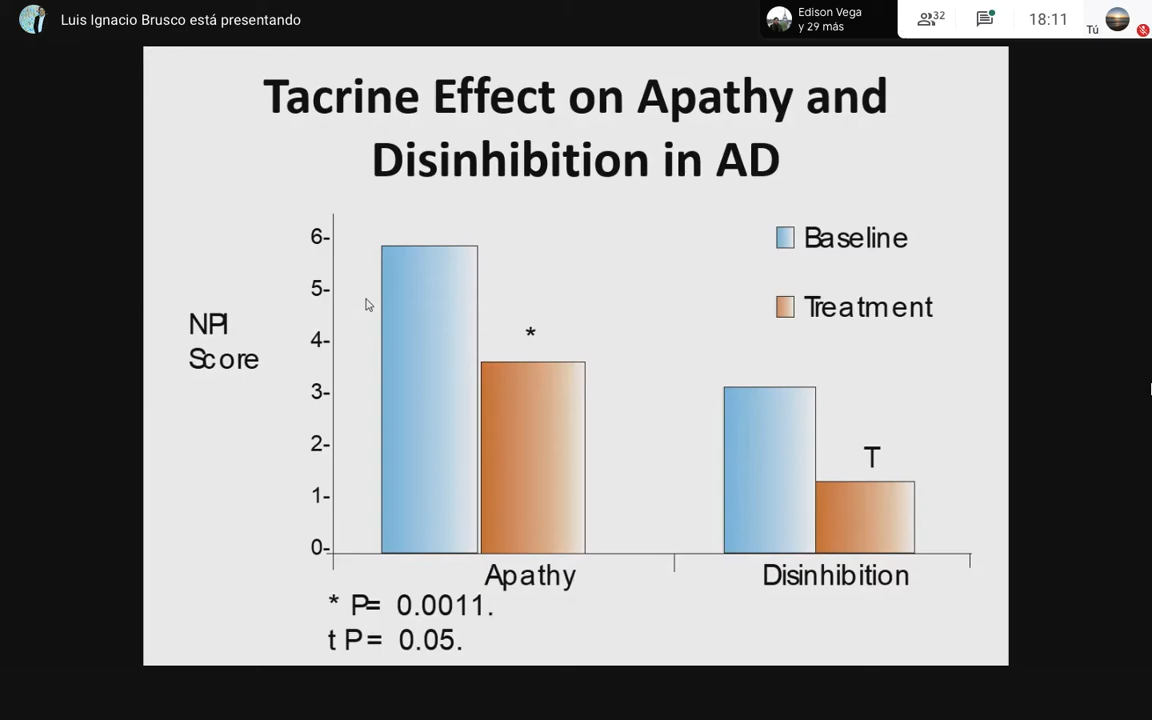 Luis Ignacio Brusco está presentando
Edison Vega
y 29 más
32
18:11
Tú
Tacrine Effect on Apathy and
Disinhibition in AD
6-
5-
4-
3-
2-
1-
0-
NPI
Score
*
T
Baseline
Treatment
Apathy
Disinhibition
* P= 0.0011.
t P= 0.05.